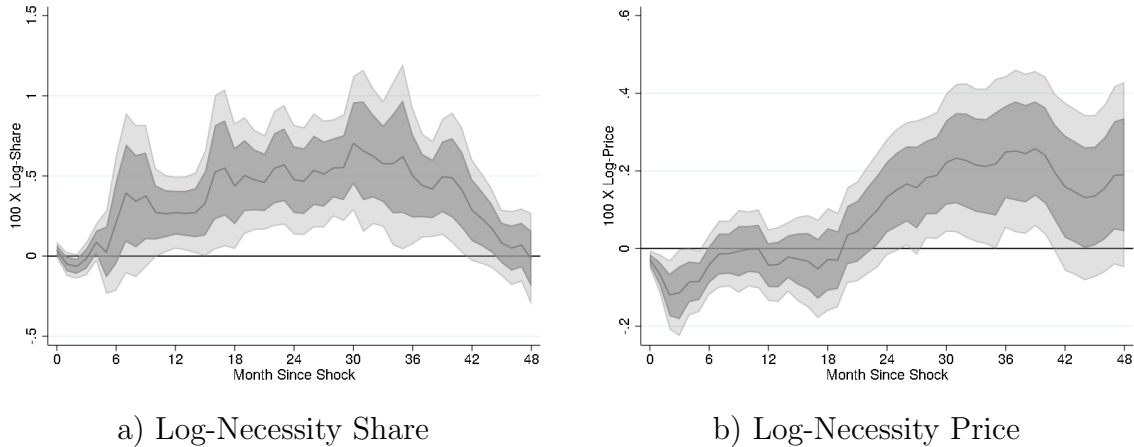 1.5
1
.5
0
-.5
100 X Log-Share
0 6 12 18 24 30 36 42 48
Month Since Shock
a) Log-Necessity Share
.6
.4
.2
0
-.2
100 X Log-Price
0 6 12 18 24 30 36 42 48
Month Since Shock
b) Log-Necessity Price